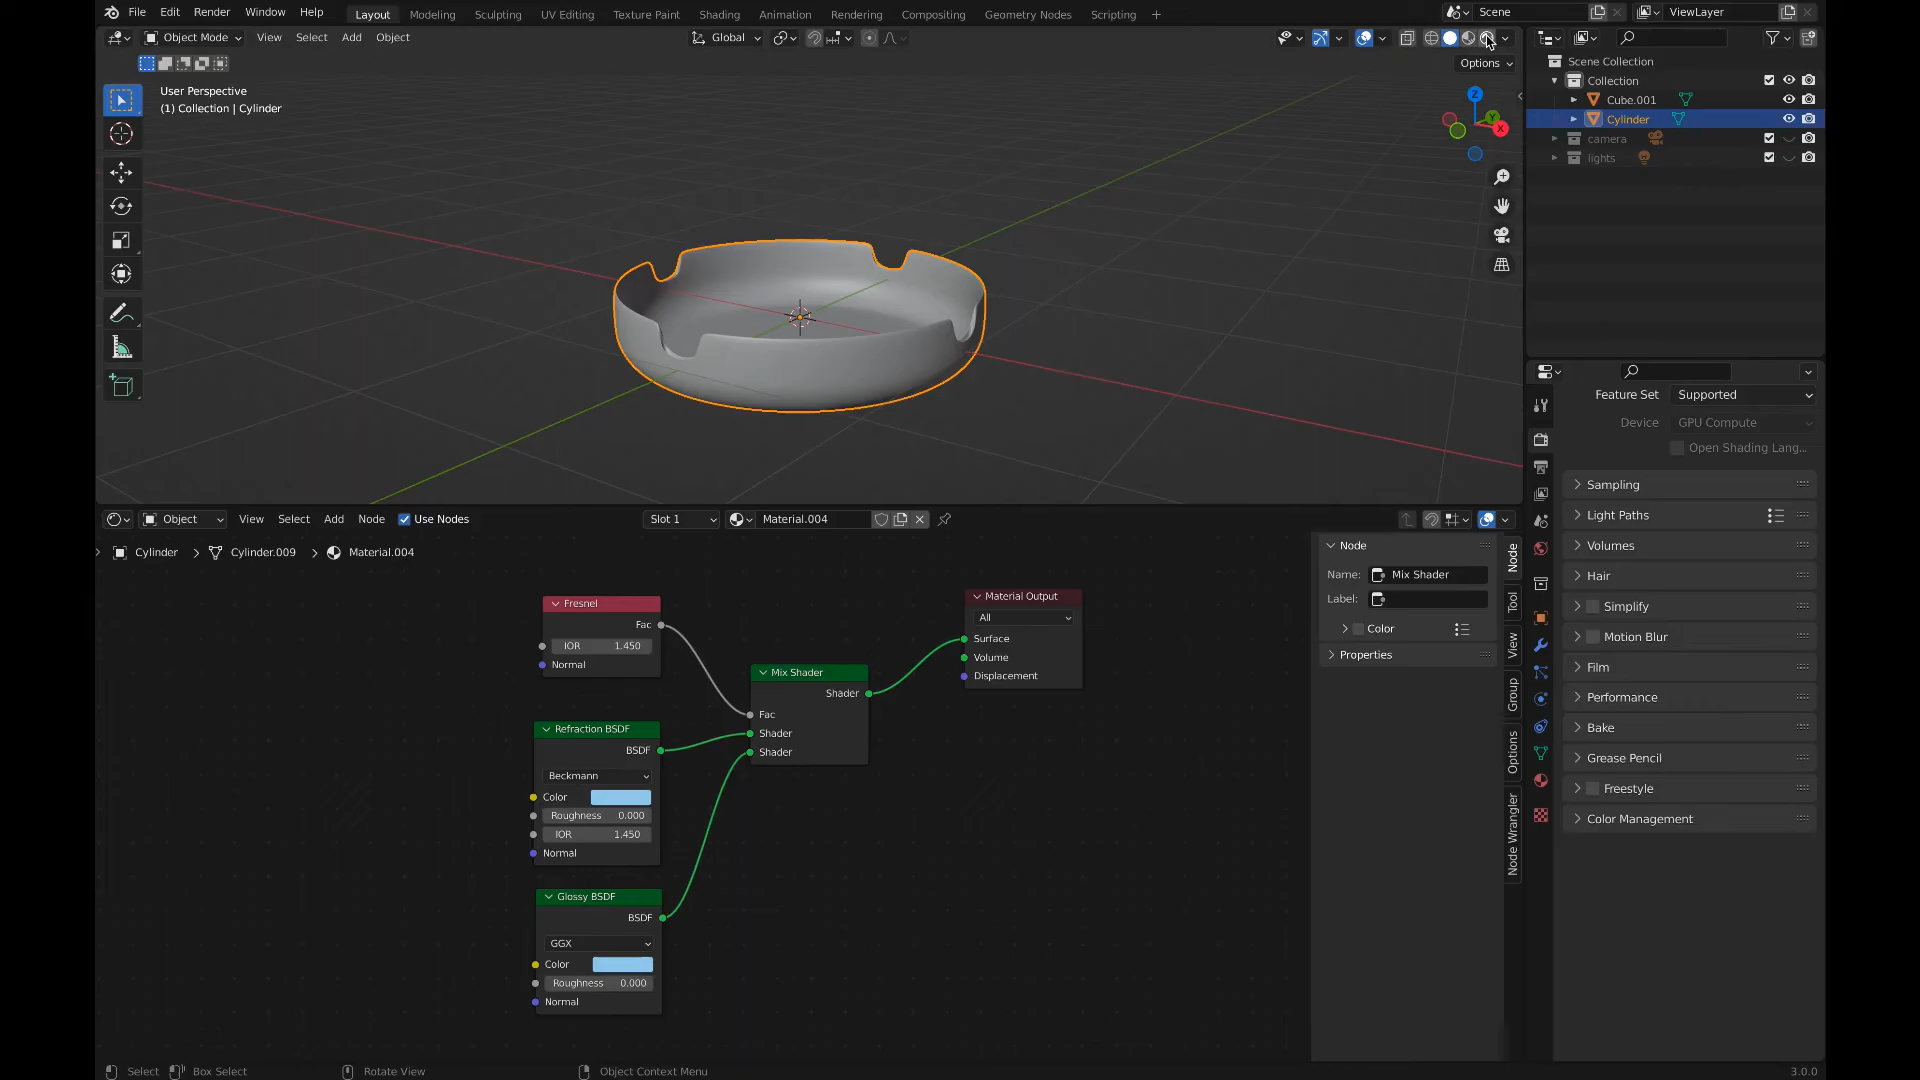 File Edit Render Window Help Layout Modeling Sculpting UV Editing Texture Paint Shading Animation Rendering Compositing Geometry Nodes Scripting + Scene ViewLayer
Object Mode View Select Add Object Global
Options
User Perspective
(1) Collection | Cylinder
Scene Collection
Collection
Cube.001
Cylinder
camera
lights
Z
Y
X
Feature Set Supported
Device GPU Compute
Open Shading Lang...
Sampling
Light Paths
Volumes
Hair
Simplify
Motion Blur
Film
Performance
Bake
Grease Pencil
Freestyle
Color Management
Object View Select Add Node Use Nodes Slot 1 Material.004
Cylinder > Cylinder.009 > Material.004
Fresnel
Fac
IOR 1.450
Normal
Refraction BSDF
BSDF
Beckmann
Color
Roughness 0.000
IOR 1.450
Normal
Glossy BSDF
BSDF
GGX
Color
Roughness 0.000
Normal
Mix Shader
Shader
Fac
Shader
Shader
Material Output
All
Surface
Volume
Displacement
Node
Name: Mix Shader
Label:
Color
Properties
Node
Tool
View
Group
Options
Node Wrangler
Select Box Select Rotate View Object Context Menu 3.0.0